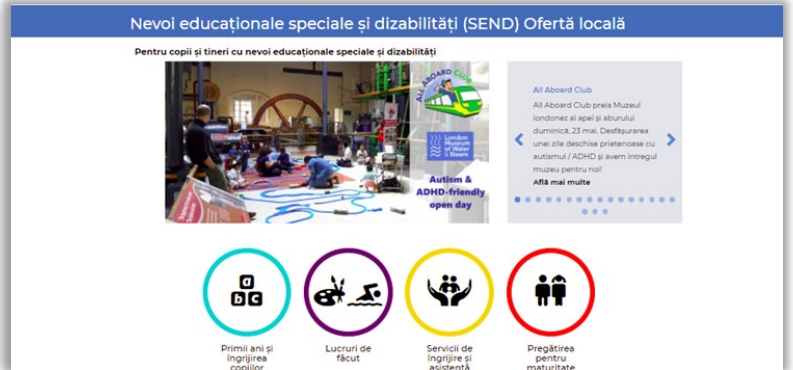 Nevoi educaționale speciale și dizabilități (SEND) Ofertă locală
Pentru copii și tineri cu nevoi educaționale speciale și dizabilități
ALL ABOARD CLUB
London
Museum
of Water
& Steam
Autism &
ADHD-friendly
open day
All Aboard Club
All Aboard Club preia Muzeul
londonez al apei și aburului
duminică, 23 mai. Desfășurarea
unei zile deschise prietenoase cu
autismul / ADHD și avem întregul
muzeu pentru noi!
Află mai multe
a
b c
Primii ani și
îngrijirea
copiilor
Lucruri de
făcut
Servicii de
îngrijire și
asistență
Pregătirea
pentru
maturitate